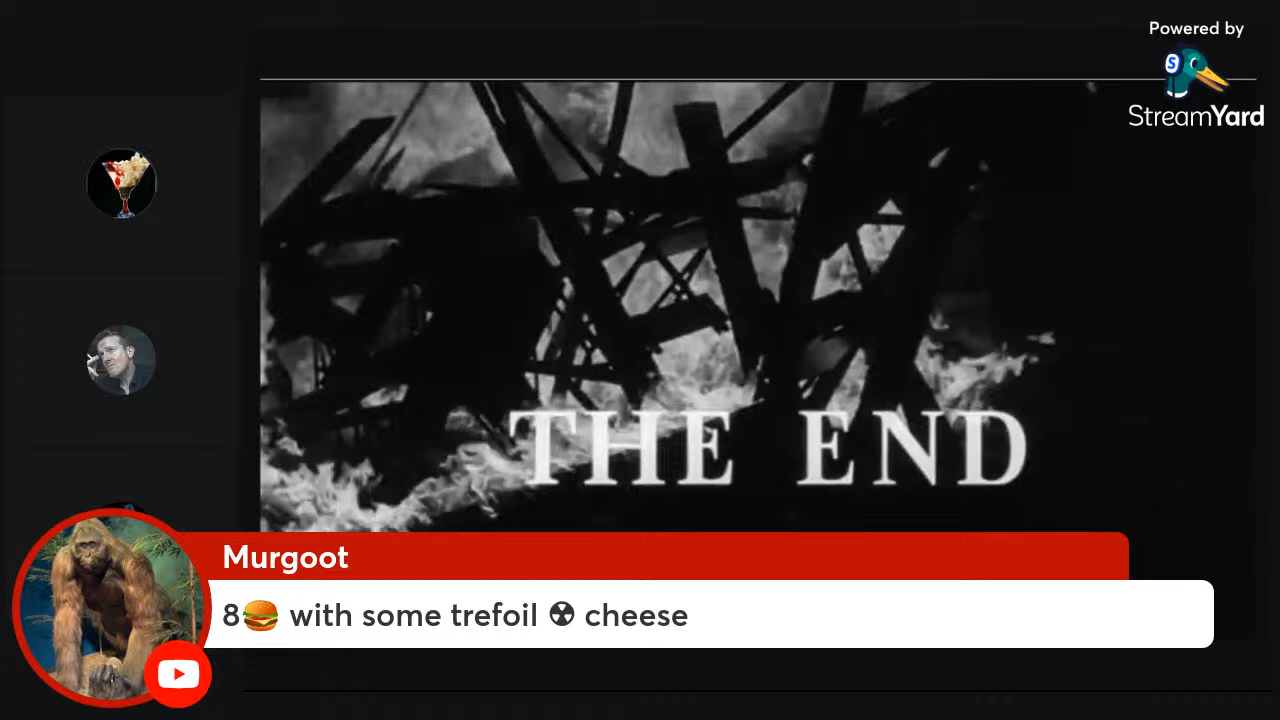 Powered by
StreamYard
THE END
Murgoot
8🍔 with some trefoil ☢ cheese